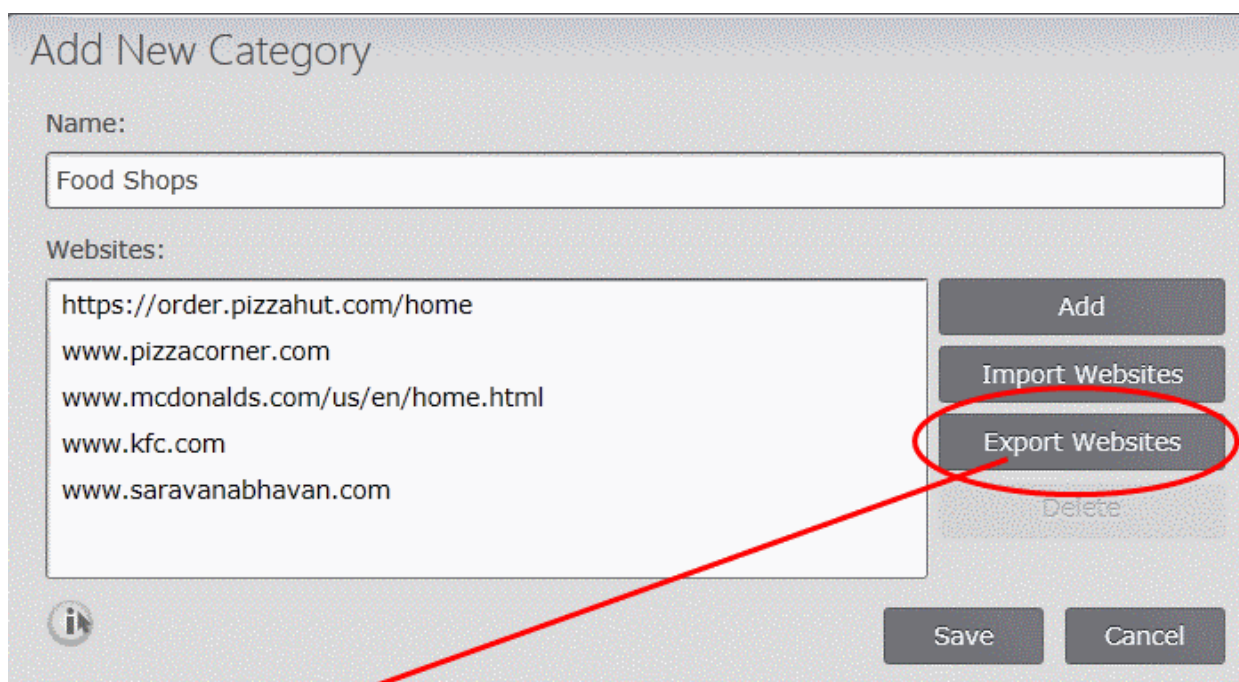 Add New Category
Name:
Food Shops
Websites:
https://order.pizzahut.com/home
www.pizzacorner.com
www.mcdonalds.com/us/en/home.html
www.kfc.com
www.saravanabhavan.com
Add
Import Websites
Export Websites
Delete
Save
Cancel